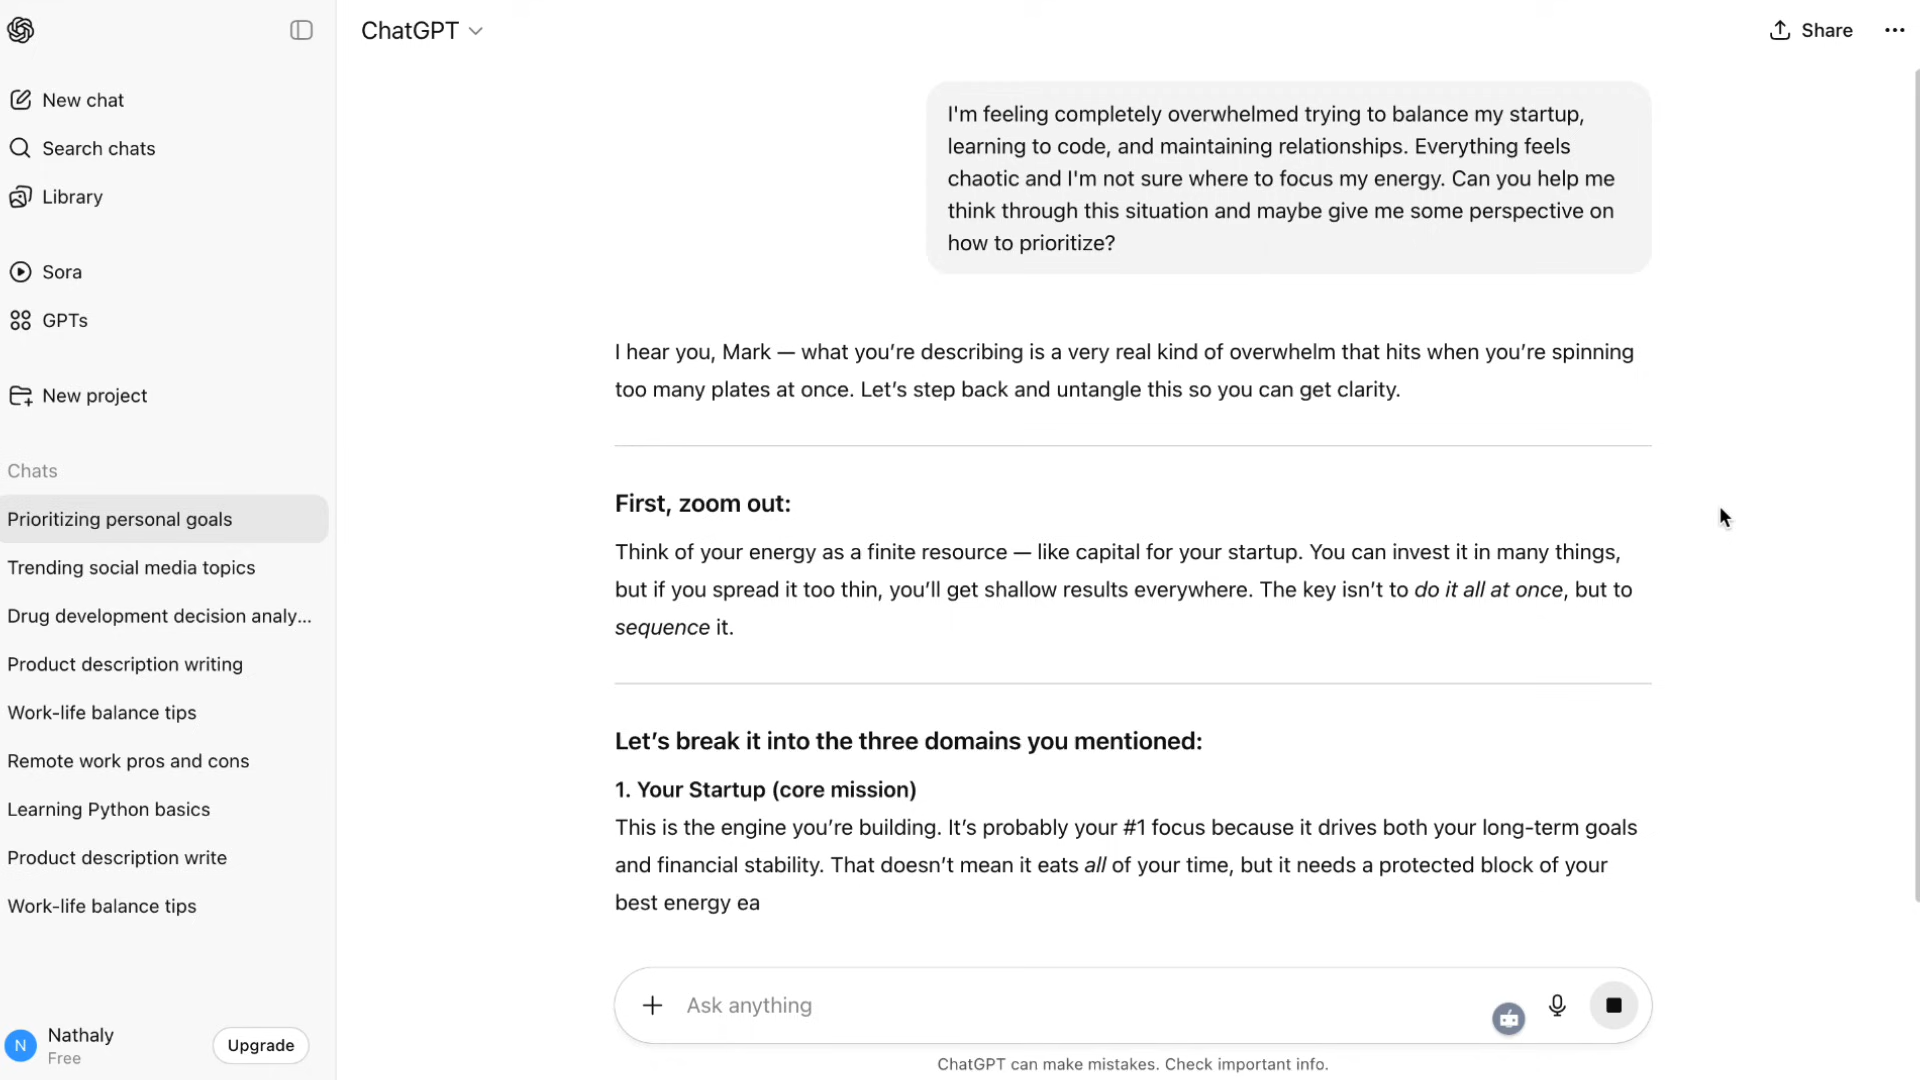 ChatGPT
Share
New chat
Search chats
Library
Sora
GPTs
New project
Chats
Prioritizing personal goals
Trending social media topics
Drug development decision analy...
Product description writing
Work-life balance tips
Remote work pros and cons
Learning Python basics
Product description write
Work-life balance tips
N
Nathaly
Free
Upgrade
I'm feeling completely overwhelmed trying to balance my startup,
learning to code, and maintaining relationships. Everything feels
chaotic and I'm not sure where to focus my energy. Can you help me
think through this situation and maybe give me some perspective on
how to prioritize?
I hear you, Mark — what you’re describing is a very real kind of overwhelm that hits when you’re spinning
too many plates at once. Let’s step back and untangle this so you can get clarity.
First, zoom out:
Think of your energy as a finite resource — like capital for your startup. You can invest it in many things,
but if you spread it too thin, you’ll get shallow results everywhere. The key isn’t to do it all at once, but to
sequence it.
Let’s break it into the three domains you mentioned:
1. Your Startup (core mission)
This is the engine you’re building. It’s probably your #1 focus because it drives both your long-term goals
and financial stability. That doesn’t mean it eats all of your time, but it needs a protected block of your
best energy ea
Ask anything
ChatGPT can make mistakes. Check important info.